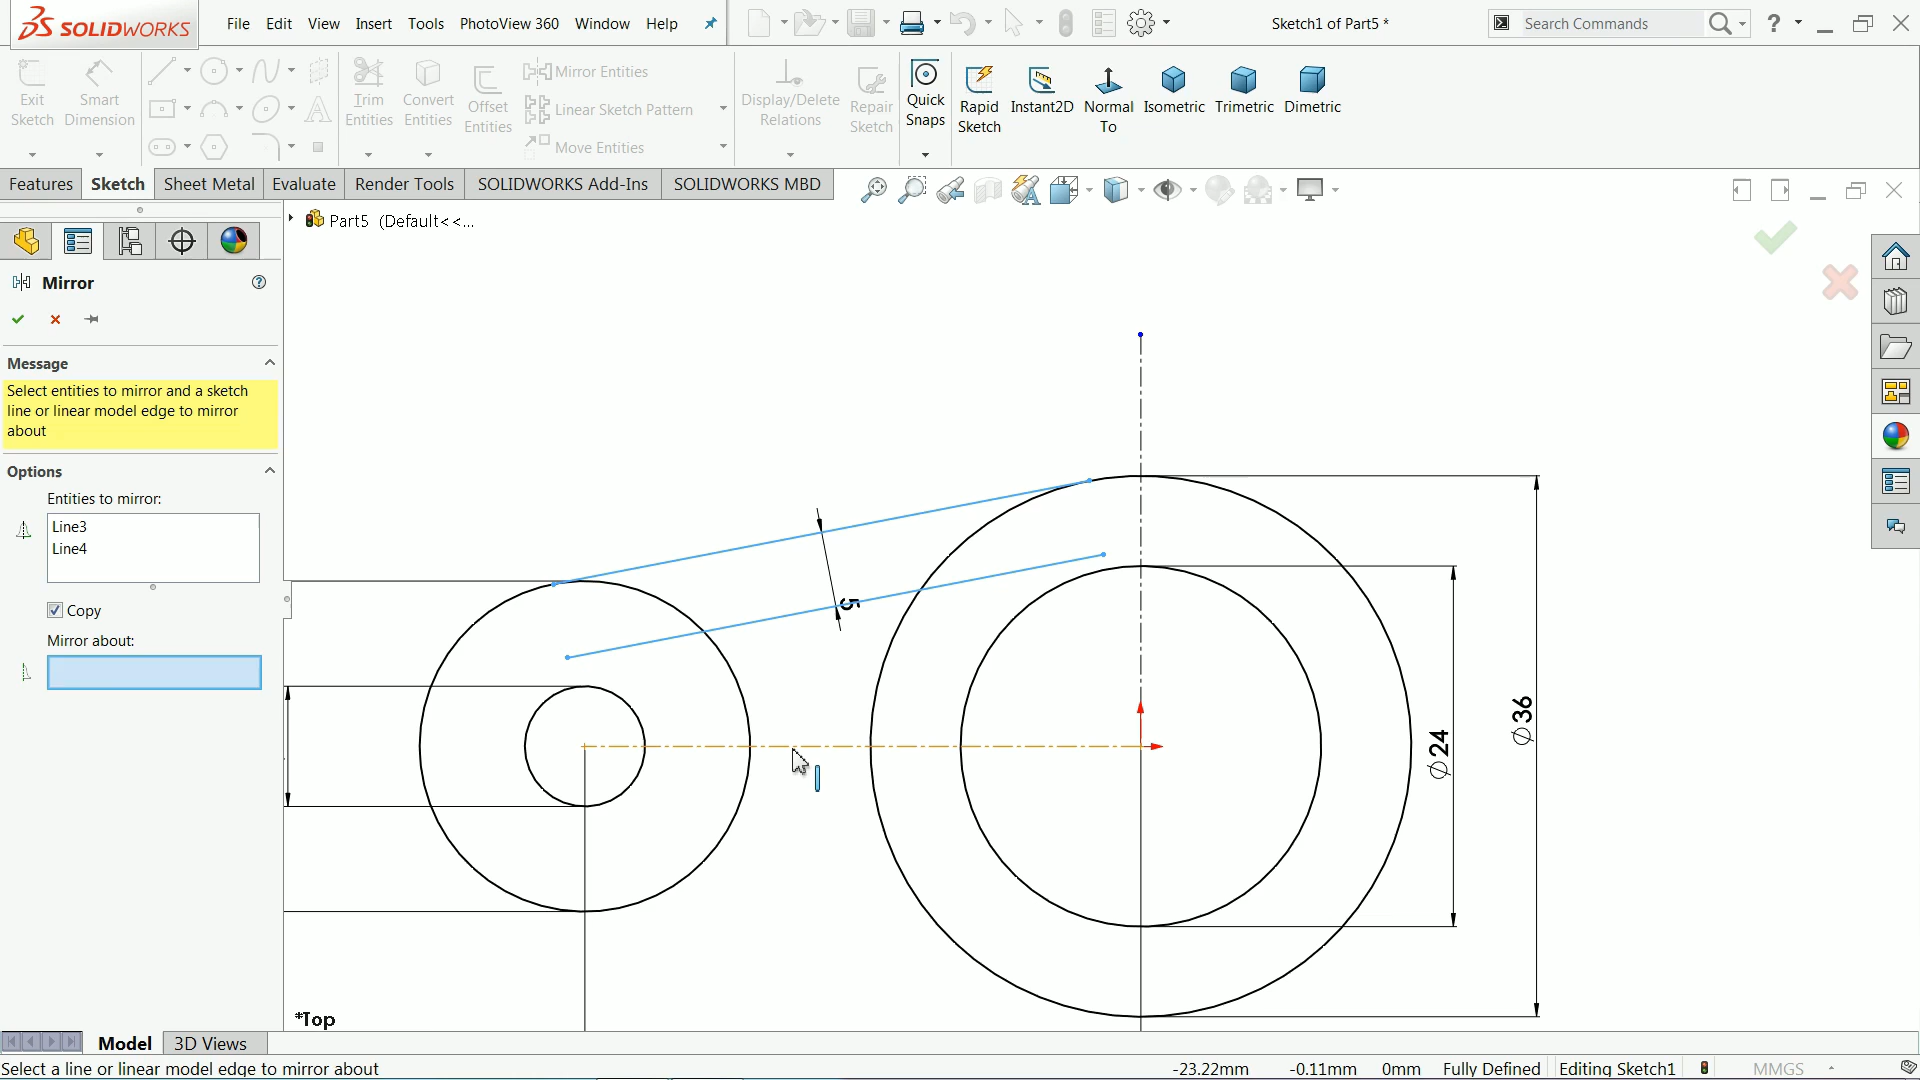 SOLIDWORKS
File Edit View Insert Tools PhotoView 360 Window Help
Sketch1 of Part5 *
Search Commands
?
Exit Sketch
Smart Dimension
Trim Entities
Convert Entities
Offset Entities
Mirror Entities
Linear Sketch Pattern
Move Entities
Display/Delete Relations
Repair Sketch
Quick Snaps
Rapid Sketch
Instant2D
Normal To
Isometric
Trimetric
Dimetric
Features Sketch Sheet Metal Evaluate Render Tools SOLIDWORKS Add-Ins SOLIDWORKS MBD
Part5 (Default<<...
Mirror
?
Message
Select entities to mirror and a sketch
line or linear model edge to mirror
about
Options
Entities to mirror:
Line3
Line4
Copy
Mirror about:
5
Ø24
Ø36
*Top
Model 3D Views
Select a line or linear model edge to mirror about
-23.22mm -0.11mm 0mm Fully Defined Editing Sketch1 MMGS